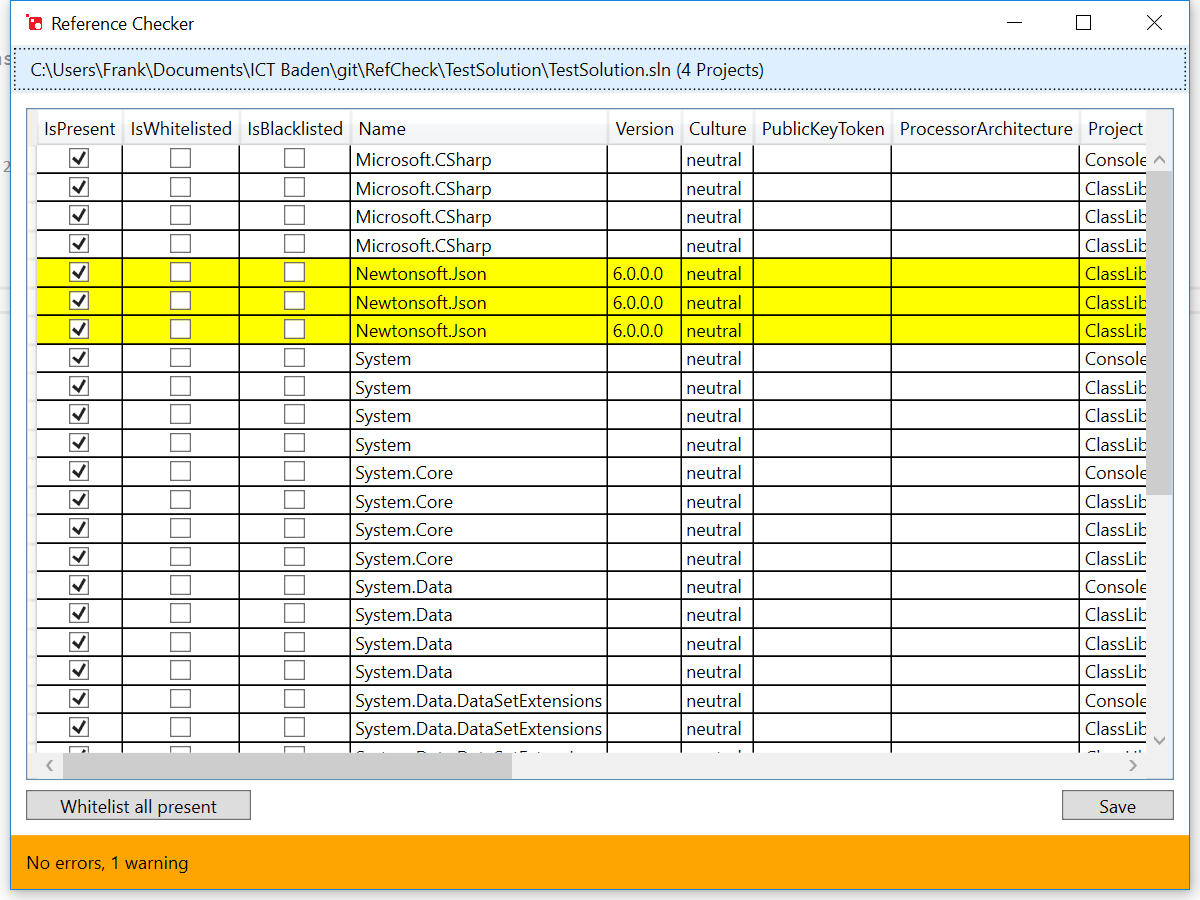 Reference Checker
C:\Users\Frank\Documents\ICT Baden\git\RefCheck\TestSolution\TestSolution.sln (4 Projects)
IsPresent IsWhitelisted IsBlacklisted Name Version Culture PublicKeyToken ProcessorArchitecture Project
Microsoft.CSharp neutral Console
Microsoft.CSharp neutral ClassLib
Microsoft.CSharp neutral ClassLib
Microsoft.CSharp neutral ClassLib
Newtonsoft.Json 6.0.0.0 neutral ClassLib
Newtonsoft.Json 6.0.0.0 neutral ClassLib
Newtonsoft.Json 6.0.0.0 neutral ClassLib
System neutral Console
System neutral ClassLib
System neutral ClassLib
System neutral ClassLib
System.Core neutral Console
System.Core neutral ClassLib
System.Core neutral ClassLib
System.Core neutral ClassLib
System.Data neutral Console
System.Data neutral ClassLib
System.Data neutral ClassLib
System.Data neutral ClassLib
System.Data.DataSetExtensions neutral Console
System.Data.DataSetExtensions neutral ClassLib
Whitelist all present Save
No errors, 1 warning